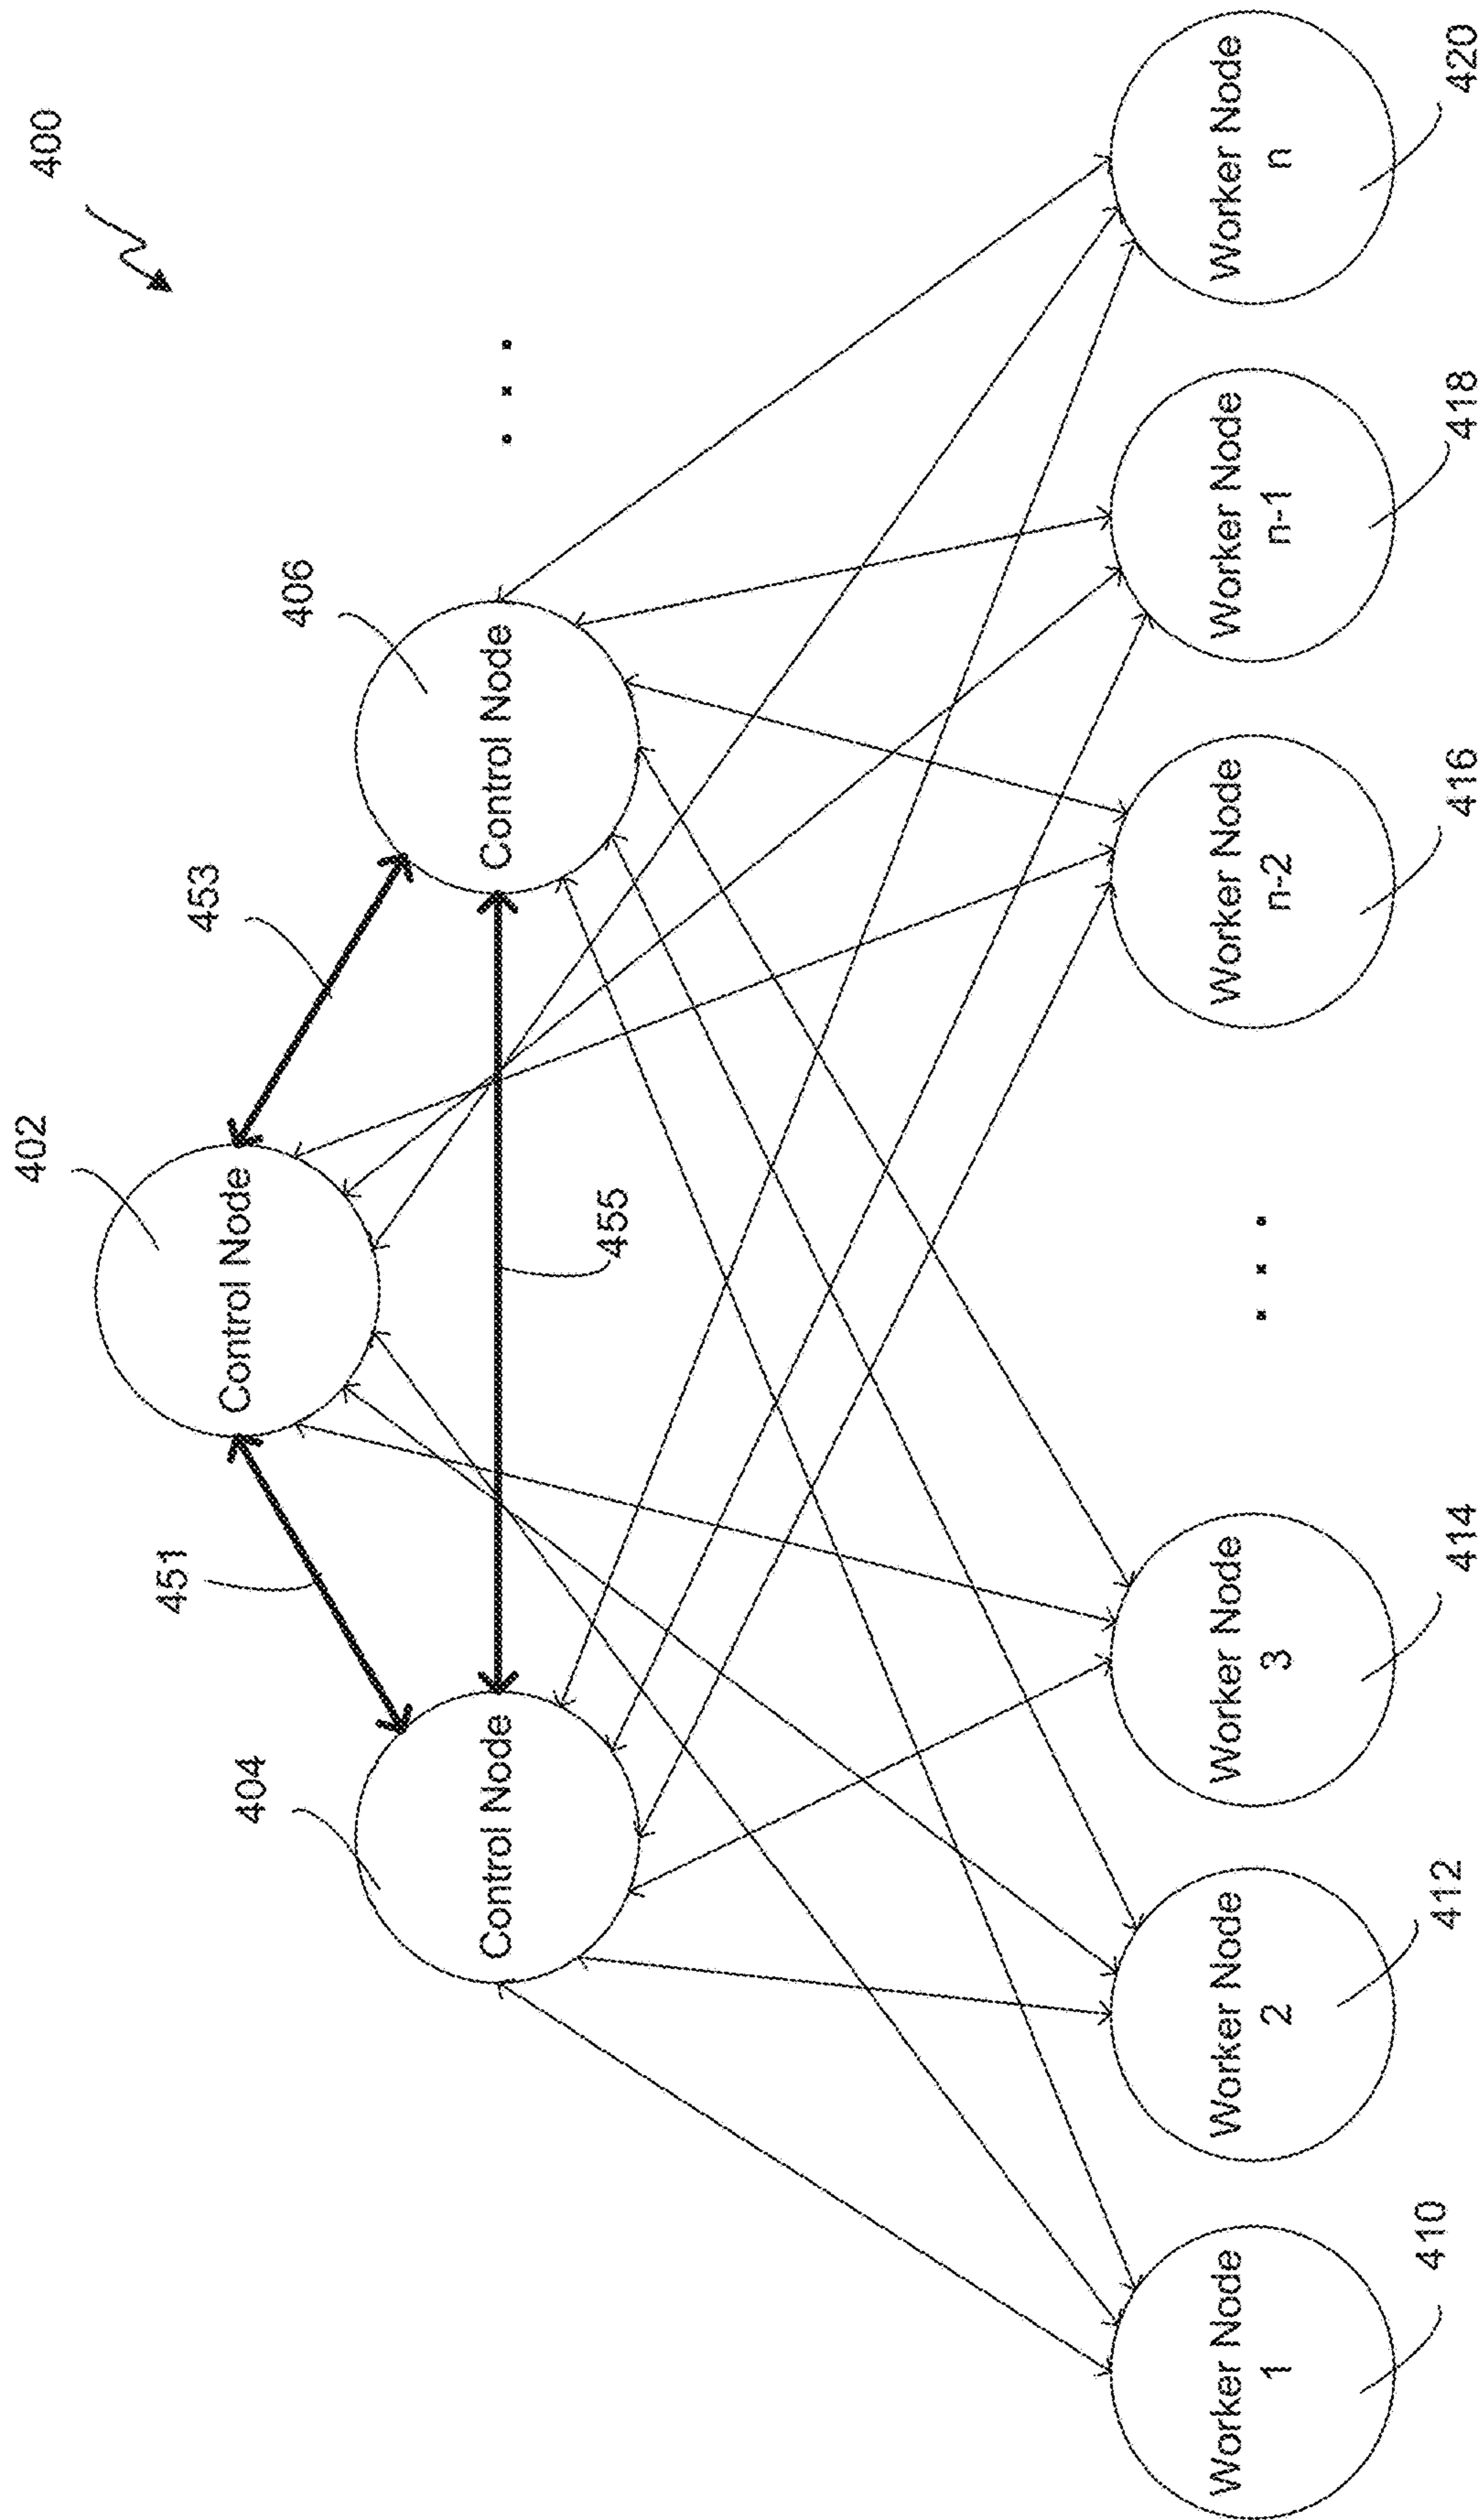 400
402
Control Node
451
453
404
Control Node
406
Control Node
455
. . .
. . .
Worker Node
1
Worker Node
2
Worker Node
3
Worker Node
n-2
Worker Node
n-1
Worker Node
n
410
412
414
416
418
420